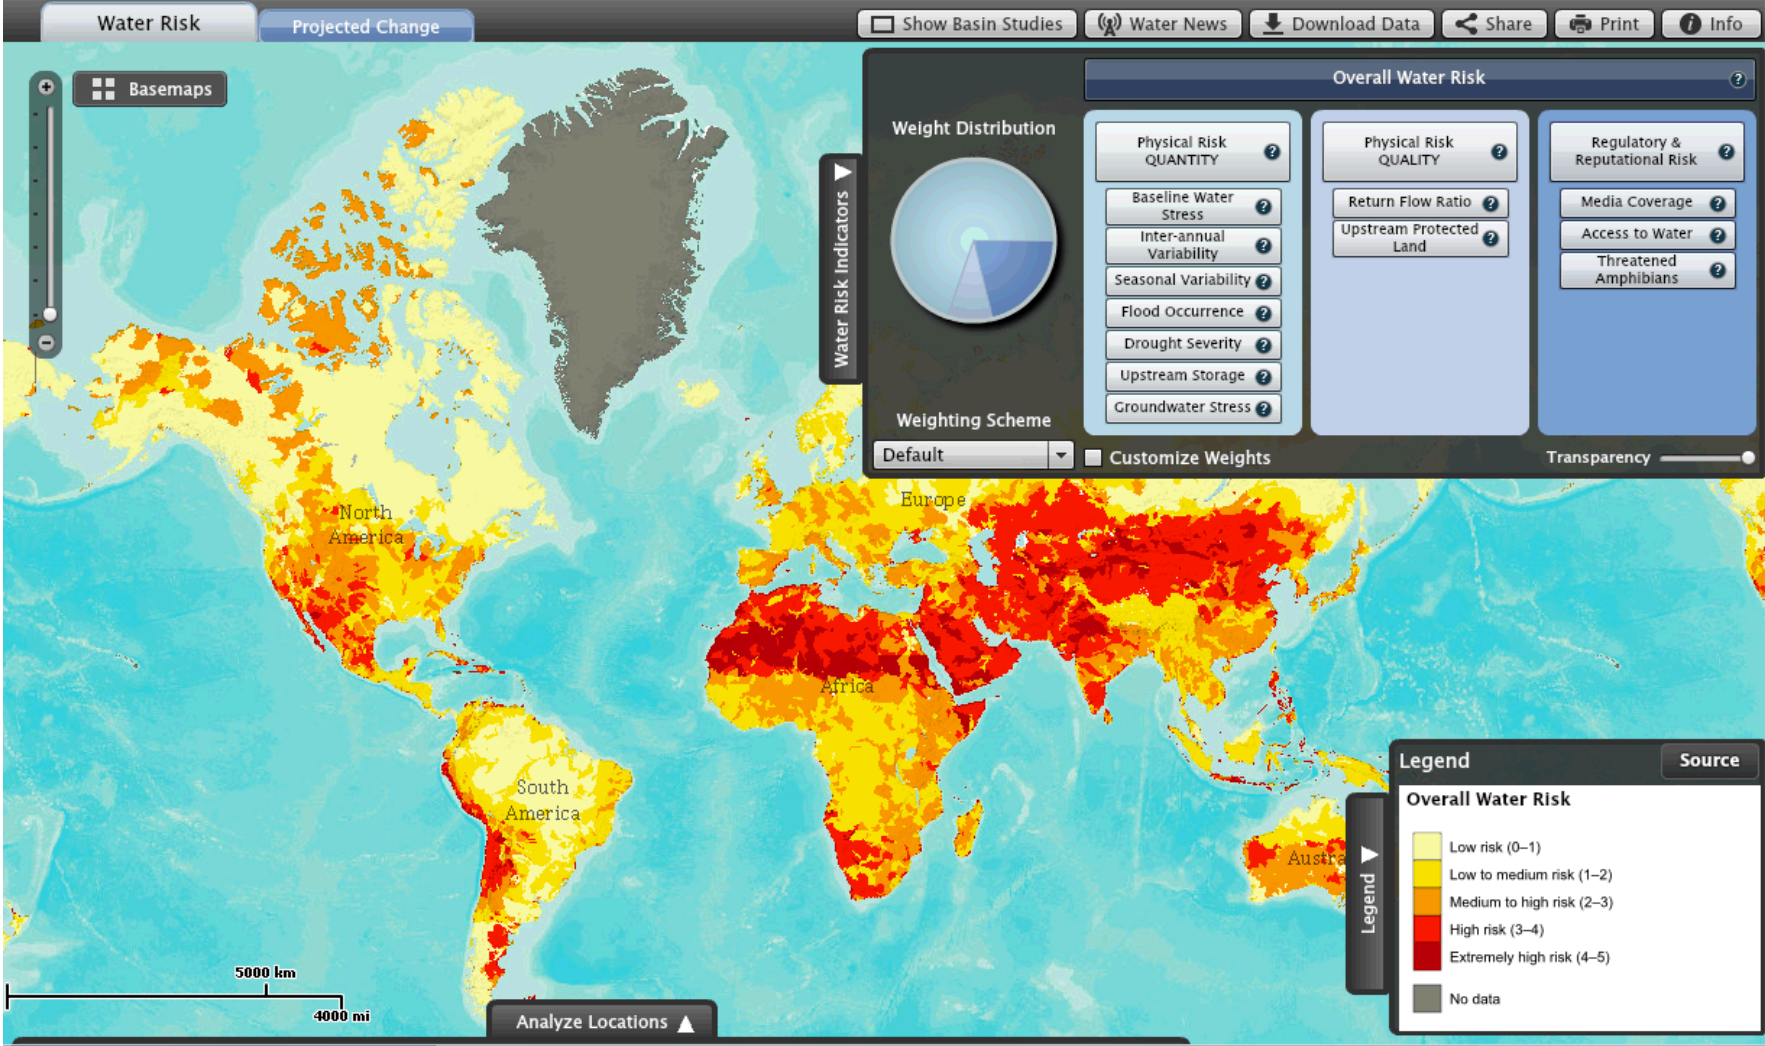 Water Risk
Projected Change
Show Basin Studies
Water News
Download Data
Share
Print
Info
Basemaps
Water Risk Indicators
Weight Distribution
Overall Water Risk
Physical Risk
QUANTITY
Baseline Water
Stress
Inter-annual
Variability
Seasonal Variability
Flood Occurrence
Drought Severity
Upstream Storage
Groundwater Stress
Physical Risk
QUALITY
Return Flow Ratio
Upstream Protected
Land
Regulatory &
Reputational Risk
Media Coverage
Access to Water
Threatened
Amphibians
Weighting Scheme
Default
Customize Weights
Transparency
North
America
Europe
Africa
South
America
Austra
Legend
Legend
Source
Overall Water Risk
Low risk (0–1)
Low to medium risk (1–2)
Medium to high risk (2–3)
High risk (3–4)
Extremely high risk (4–5)
No data
5000 km
4000 mi
Analyze Locations